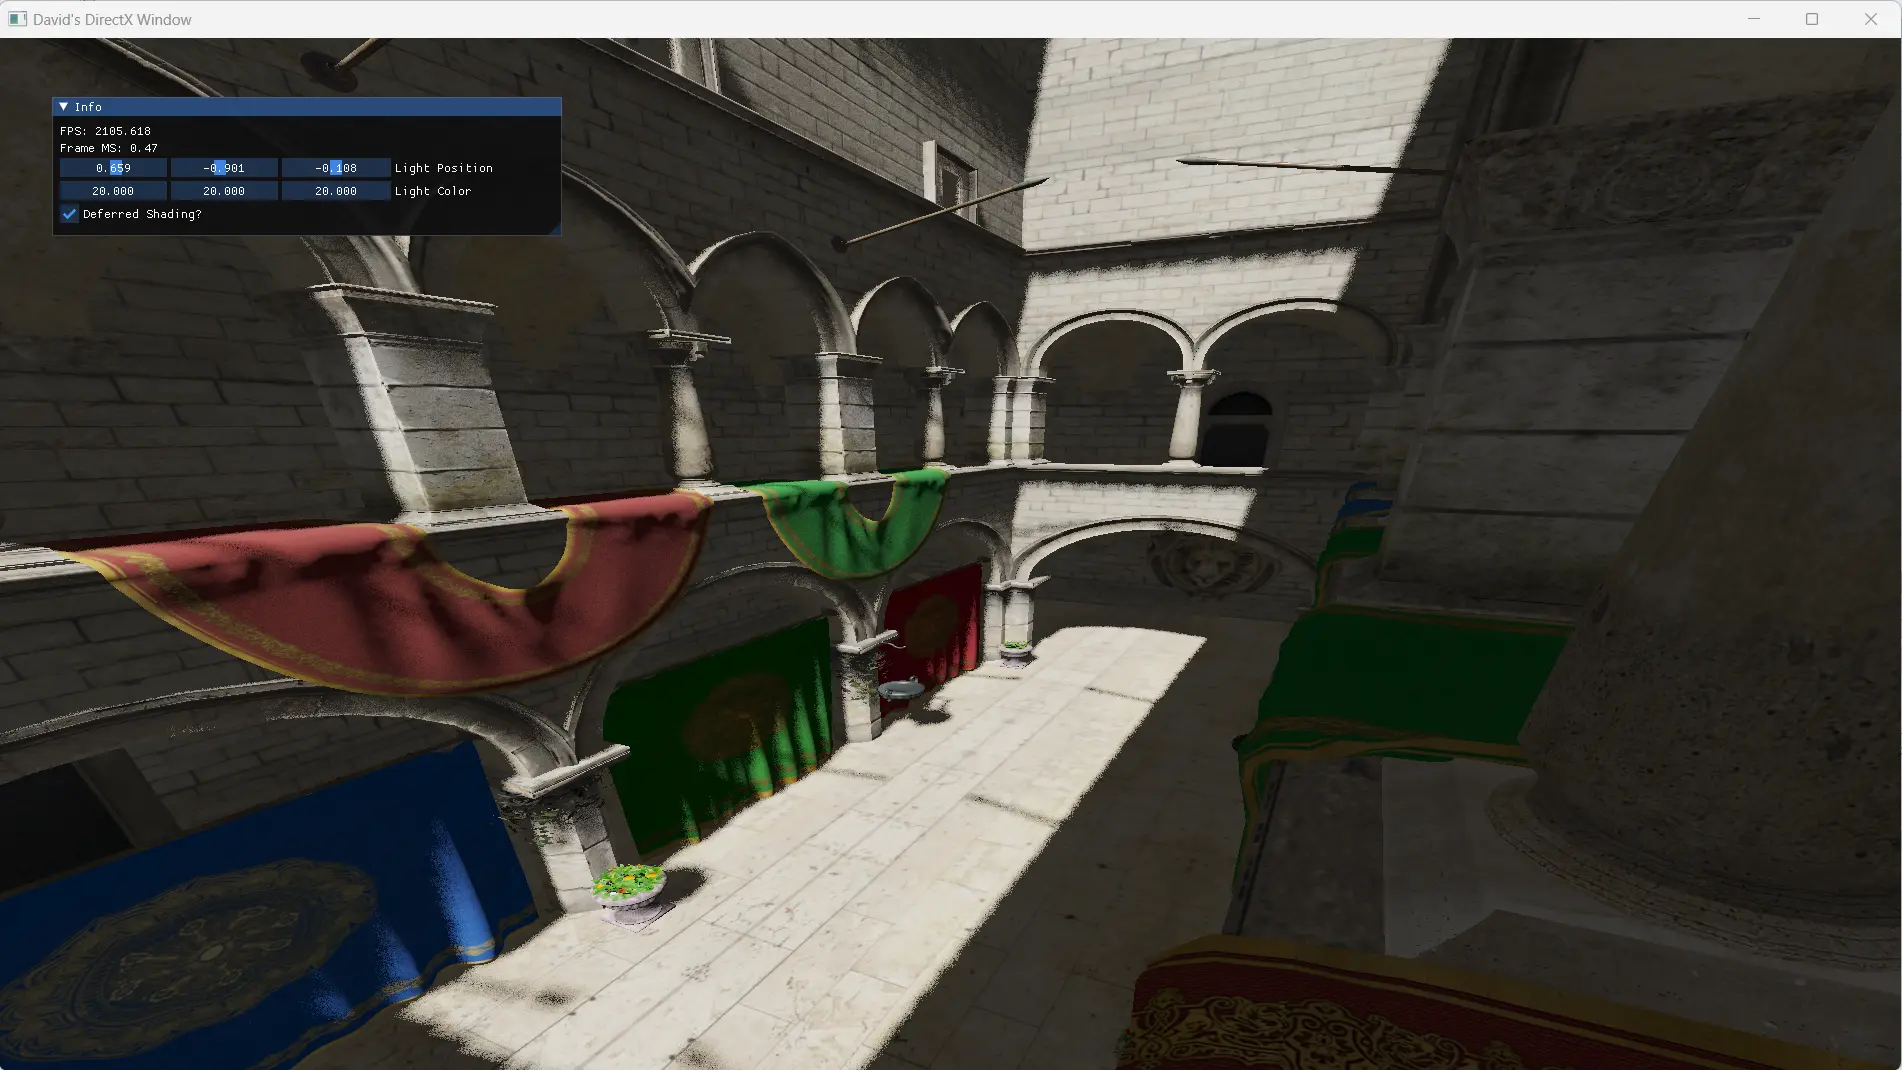 David's DirectX Window
Info
FPS: 2105.618
Frame MS: 0.47
0.659 -0.901 -0.108 Light Position
20.000 20.000 20.000 Light Color
Deferred Shading?